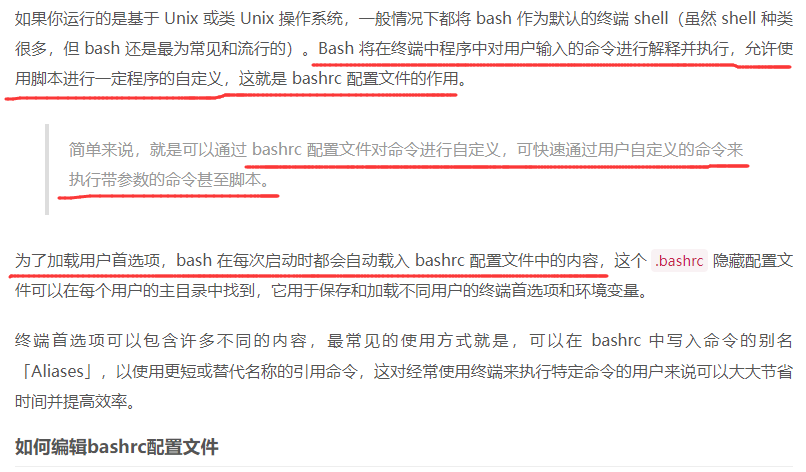 如果你运行的是基于 Unix 或类 Unix 操作系统，一般情况下都将 bash 作为默认的终端 shell（虽然 shell 种类
很多，但 bash 还是最为常见和流行的）。Bash 将在终端中程序中对用户输入的命令进行解释并执行，允许使
用脚本进行一定程序的自定义，这就是 bashrc 配置文件的作用。
简单来说，就是可以通过 bashrc 配置文件对命令进行自定义，可快速通过用户自定义的命令来
执行带参数的命令甚至脚本。
为了加载用户首选项，bash 在每次启动时都会自动载入 bashrc 配置文件中的内容，这个 .bashrc 隐藏配置文
件可以在每个用户的主目录中找到，它用于保存和加载不同用户的终端首选项和环境变量。
终端首选项可以包含许多不同的内容，最常见的使用方式就是，可以在 bashrc 中写入命令的别名
「Aliases」，以使用更短或替代名称的引用命令，这对经常使用终端来执行特定命令的用户来说可以大大节省
时间并提高效率。
如何编辑bashrc配置文件